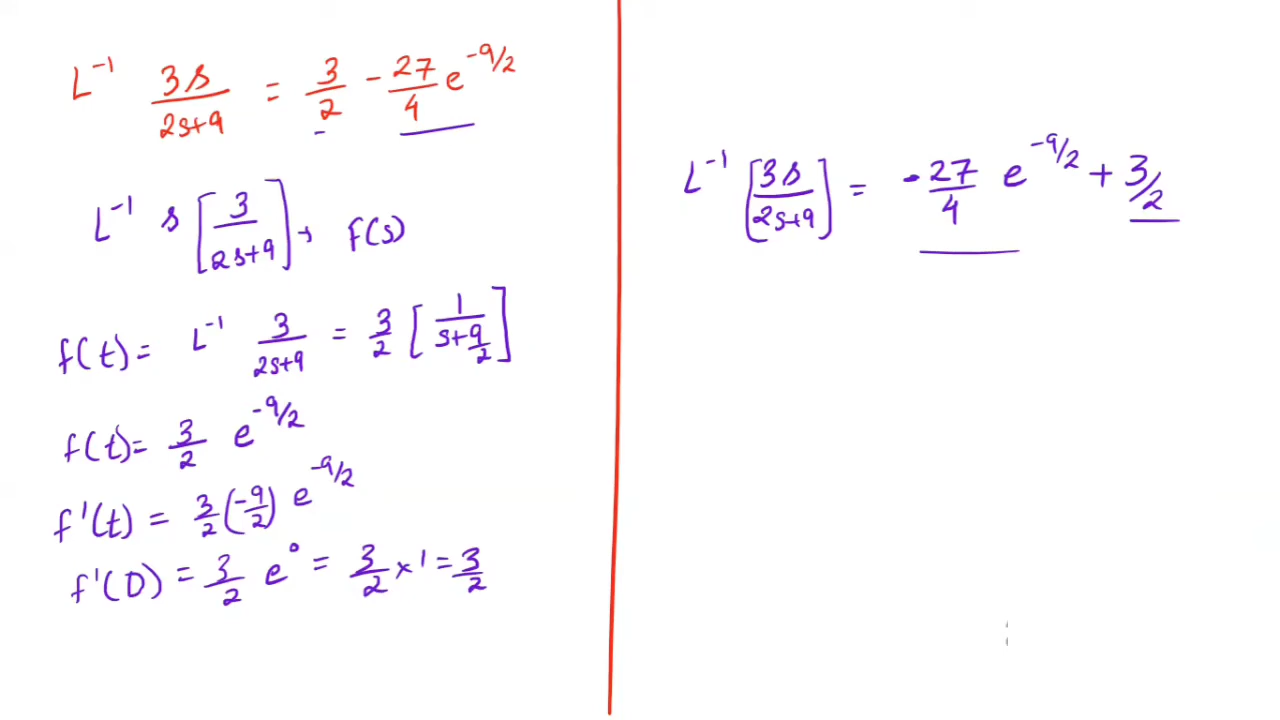 L⁻¹ 3s/(2s+9) = 3/2 - 27/4 e^(-9/2)
L⁻¹ s [3/(2s+9)] → F(s)
f(t) = L⁻¹ 3/(2s+9) = 3/2 [1/(s+9/2)]
f(t) = 3/2 e^(-9/2)
f'(t) = 3/2 (-9/2) e^(-9/2)
f'(0) = 3/2 e⁰ = 3/2 × 1 = 3/2
L⁻¹ [3s/(2s+9)] = -27/4 e^(-9/2) + 3/2